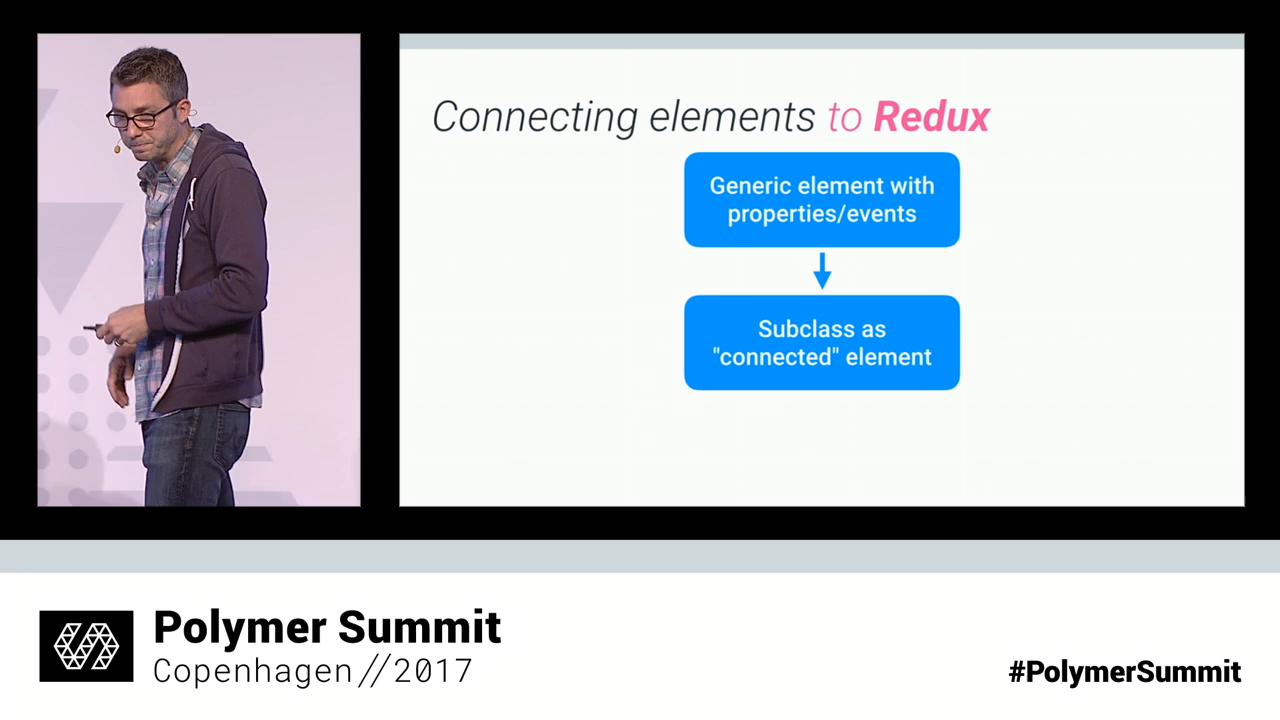 Connecting elements to Redux
Generic element with
properties/events
Subclass as
"connected" element
Polymer Summit
Copenhagen//2017
#PolymerSummit